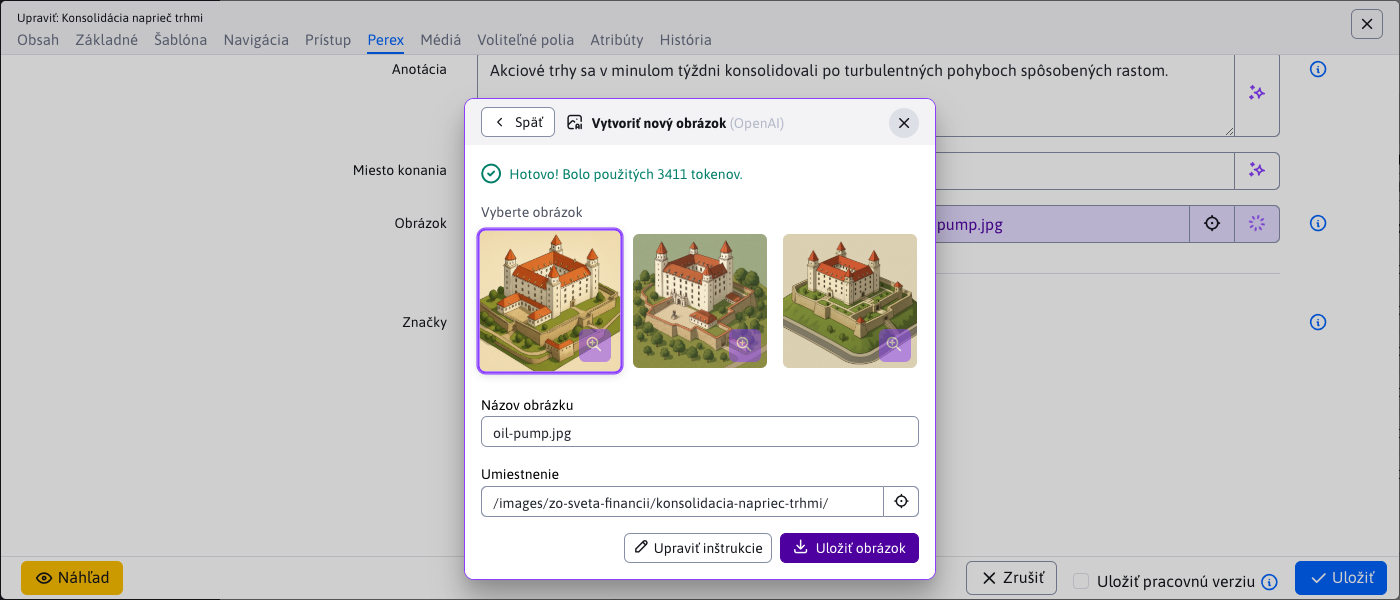 Upraviť: Konsolidácia naprieč trhmi
Obsah Základné Šablóna Navigácia Prístup Perex Médiá Voliteľné polia Atribúty História
Anotácia
Akciové trhy sa v minulom týždni konsolidovali po turbulentných pohyboch spôsobených rastom.
Späť
Vytvoriť nový obrázok (OpenAI)
Hotovo! Bolo použitých 3411 tokenov.
Miesto konania
Vyberte obrázok
Obrázok
pump.jpg
Značky
Názov obrázku
oil-pump.jpg
Umiestnenie
/images/zo-sveta-financii/konsolidacia-napriec-trhmi/
Upraviť inštrukcie
Uložiť obrázok
Náhľad
Zrušiť
Uložiť pracovnú verziu
Uložiť